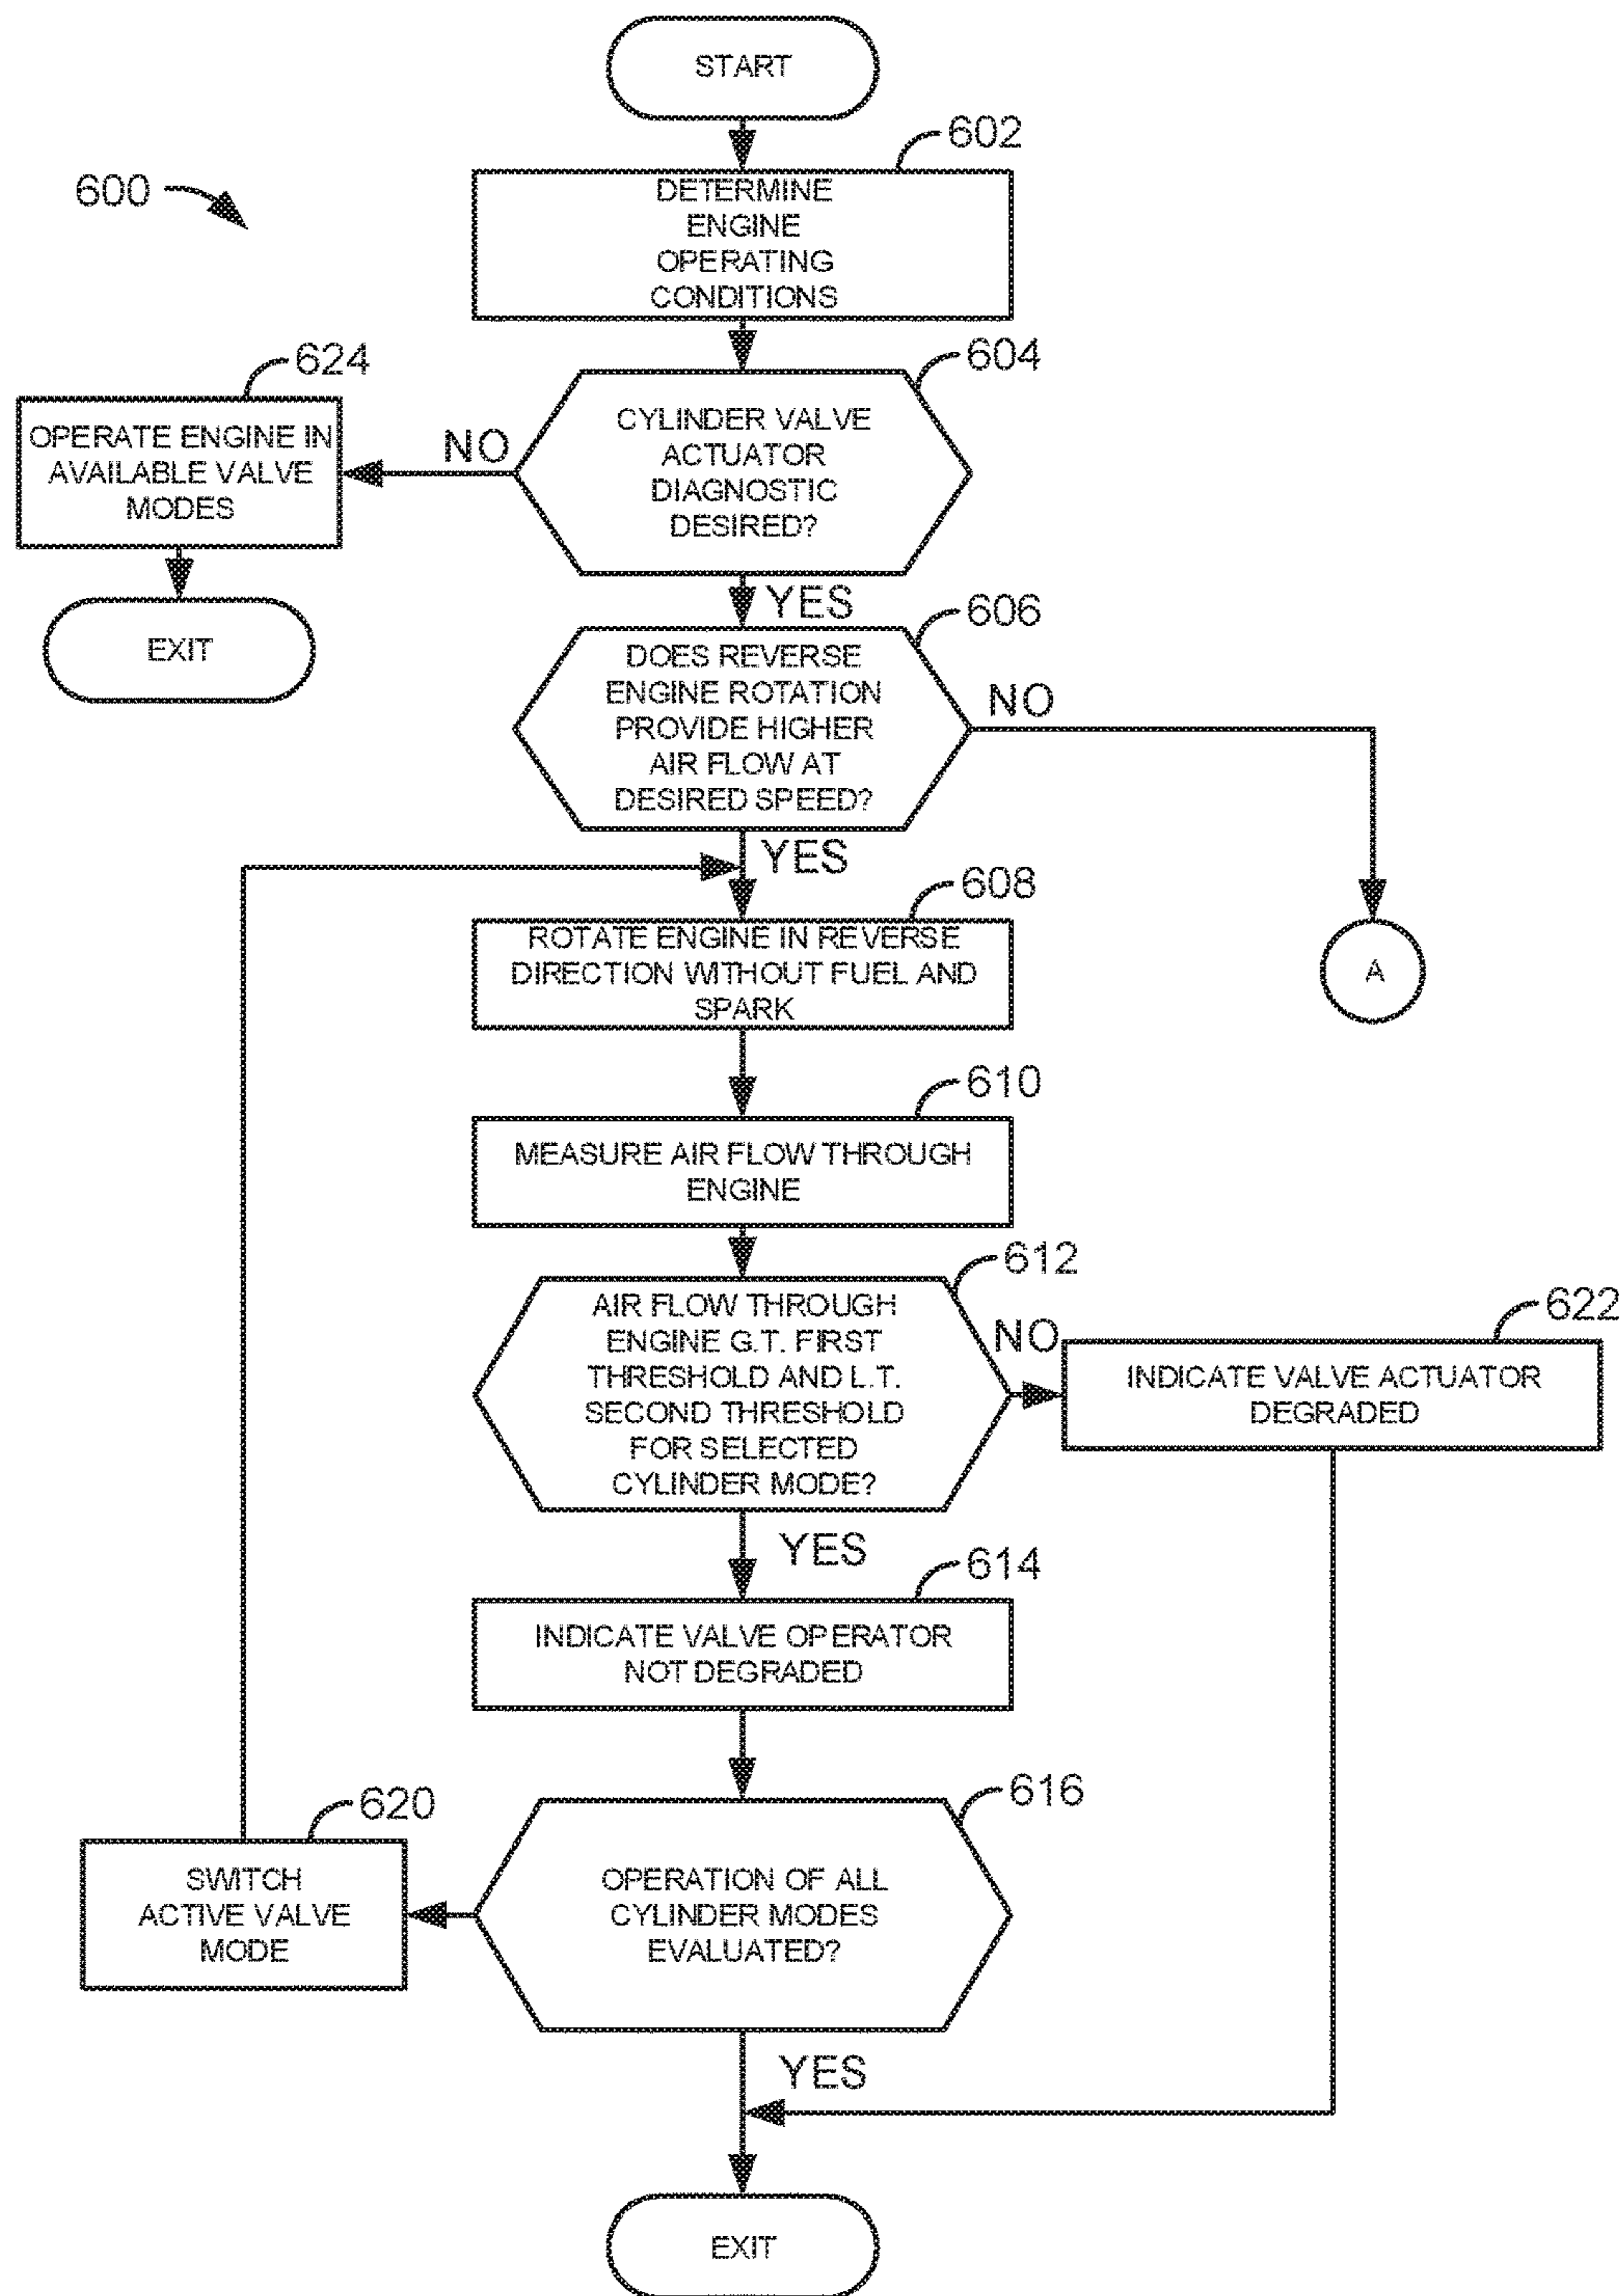 START
602
600
DETERMINE
ENGINE
OPERATING
CONDITIONS
604
624
CYLINDER VALVE
ACTUATOR
DIAGNOSTIC
DESIRED?
NO
OPERATE ENGINE IN
AVAILABLE VALVE
MODES
EXIT
YES
606
DOES REVERSE
ENGINE ROTATION
PROVIDE HIGHER
AIR FLOW AT
DESIRED SPEED?
NO
YES
A
608
ROTATE ENGINE IN REVERSE
DIRECTION WITHOUT FUEL AND
SPARK
610
MEASURE AIR FLOW THROUGH
ENGINE
612
AIR FLOW THROUGH
ENGINE G.T. FIRST
THRESHOLD AND L.T.
SECOND THRESHOLD
FOR SELECTED
CYLINDER MODE?
NO
622
INDICATE VALVE ACTUATOR
DEGRADED
YES
614
INDICATE VALVE OPERATOR
NOT DEGRADED
616
OPERATION OF ALL
CYLINDER MODES
EVALUATED?
620
SWITCH
ACTIVE VALVE
MODE
YES
EXIT